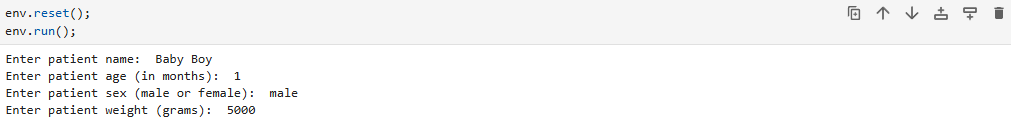 env.reset();
env.run();
Enter patient name:  Baby Boy
Enter patient age (in months):  1
Enter patient sex (male or female):  male
Enter patient weight (grams):  5000